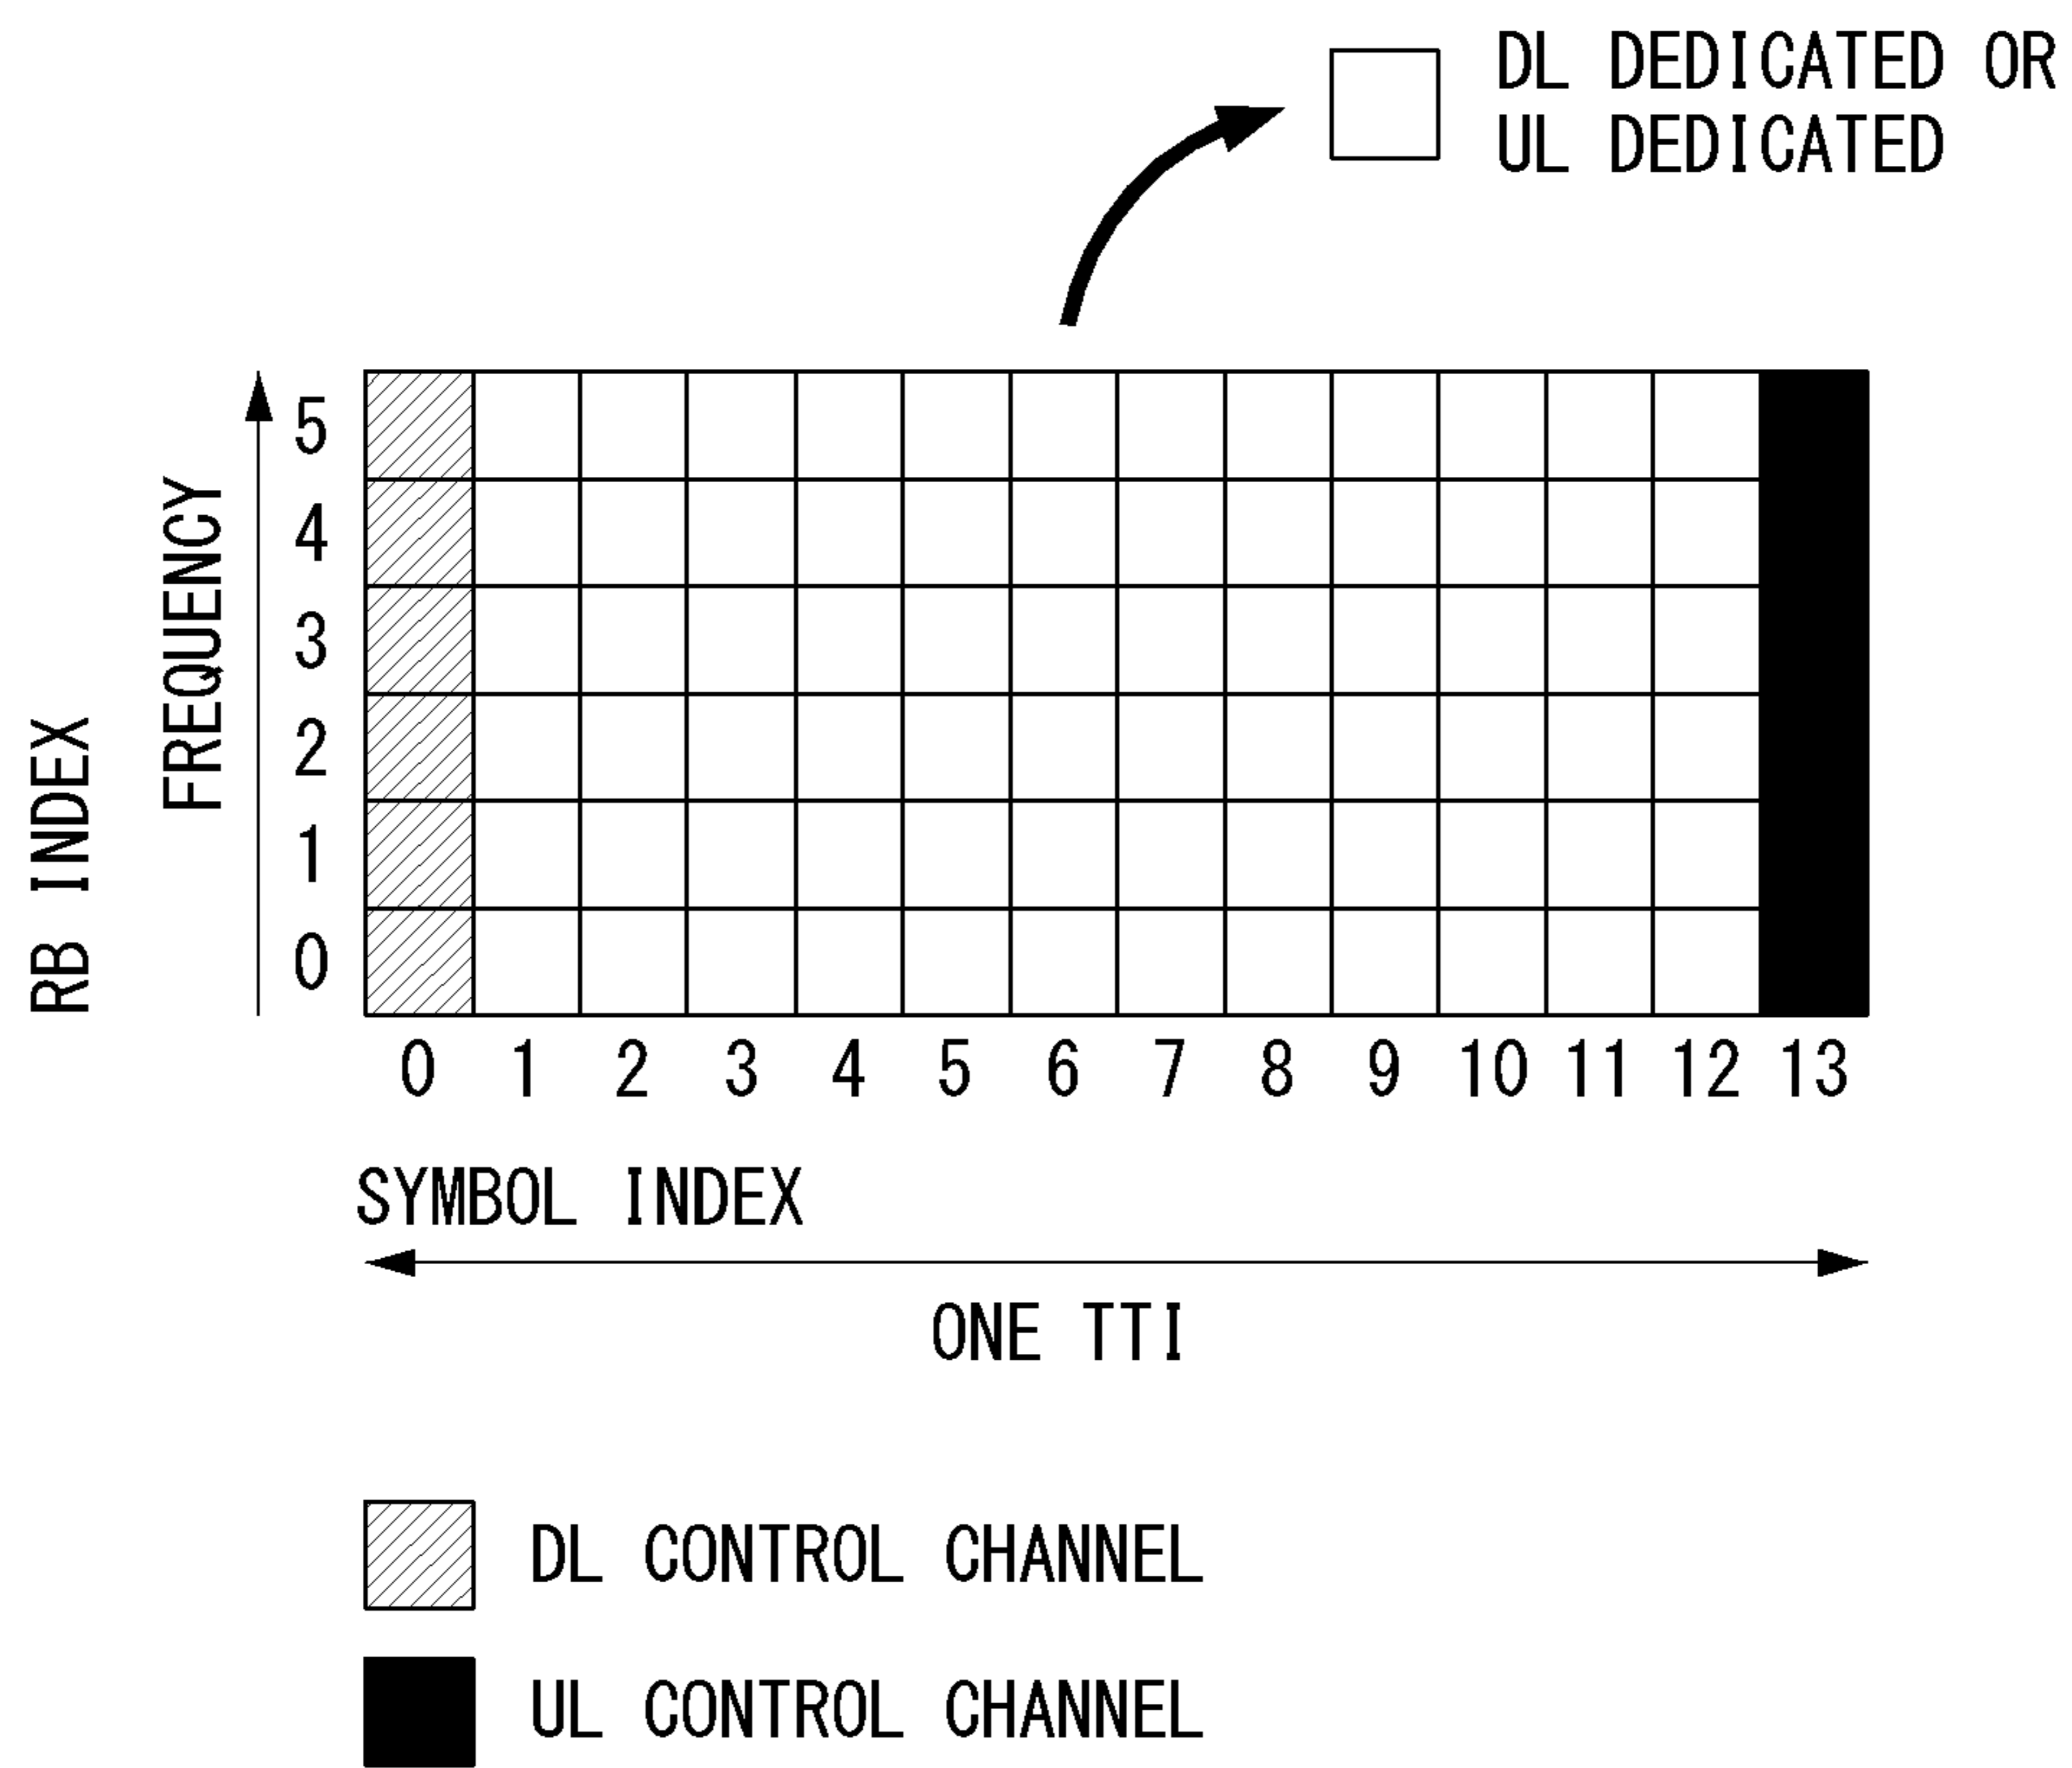 DL DEDICATED OR
UL DEDICATED
RB INDEX
FREQUENCY
5
4
3
2
1
0
0 1 2 3 4 5 6 7 8 9 10 11 12 13
SYMBOL INDEX
ONE TTI
DL CONTROL CHANNEL
UL CONTROL CHANNEL